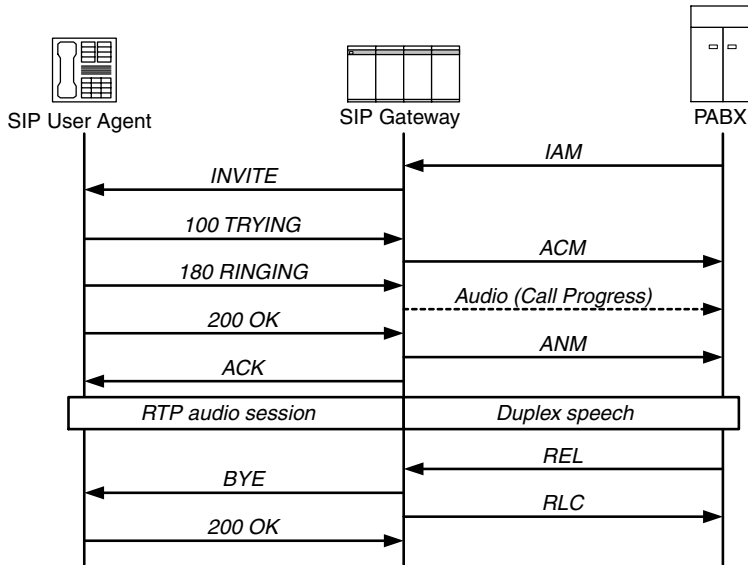 SIP User Agent
SIP Gateway
PABX
IAM
INVITE
100 TRYING
ACM
180 RINGING
Audio (Call Progress)
200 OK
ANM
ACK
RTP audio session
Duplex speech
REL
BYE
RLC
200 OK